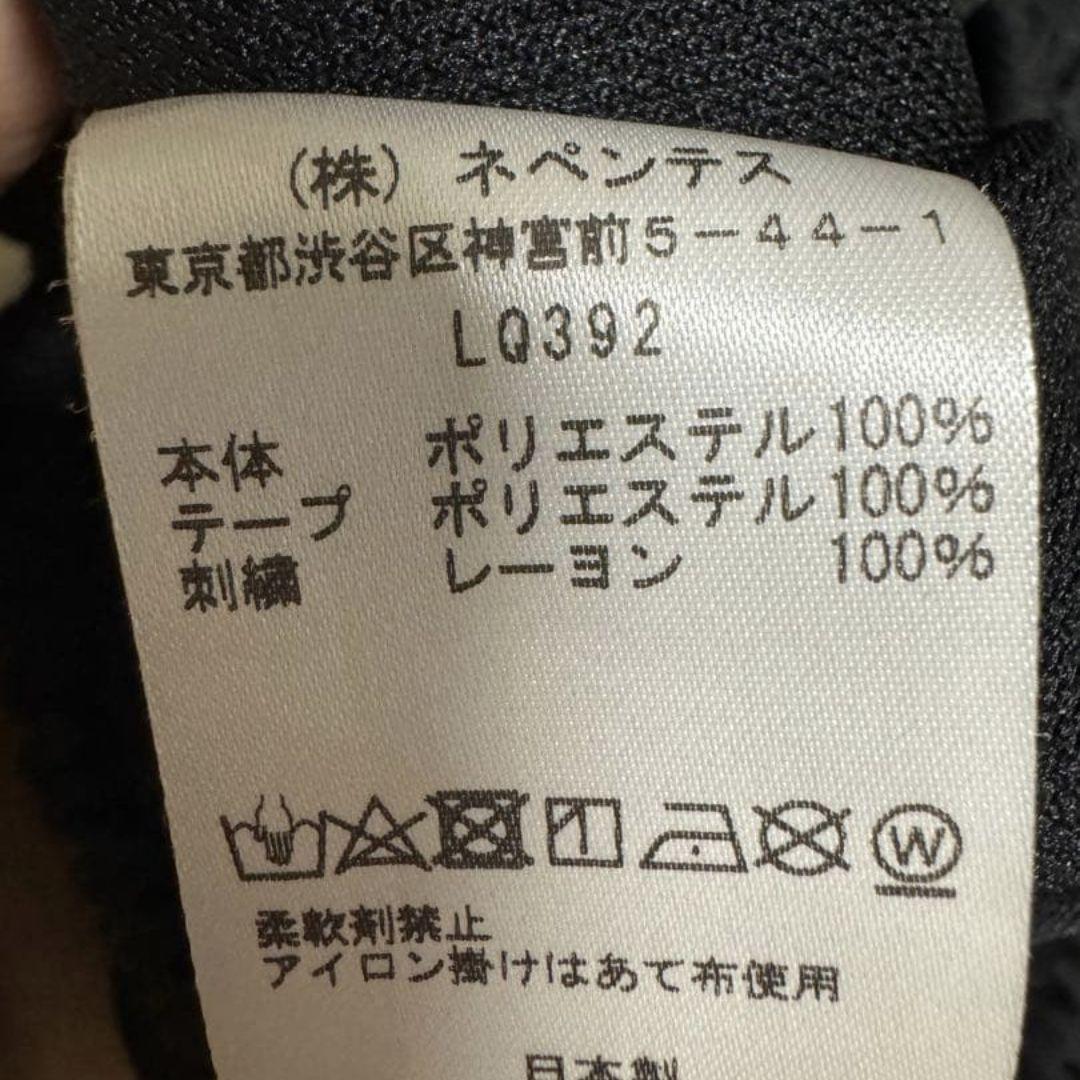 (株) ネペンテス
東京都渋谷区神宮前5-44-1
LQ392
本体 ポリエステル100%
テープ ポリエステル100%
刺繍 レーヨン 100%
W
柔軟剤禁止
アイロン掛けはあて布使用
日本製